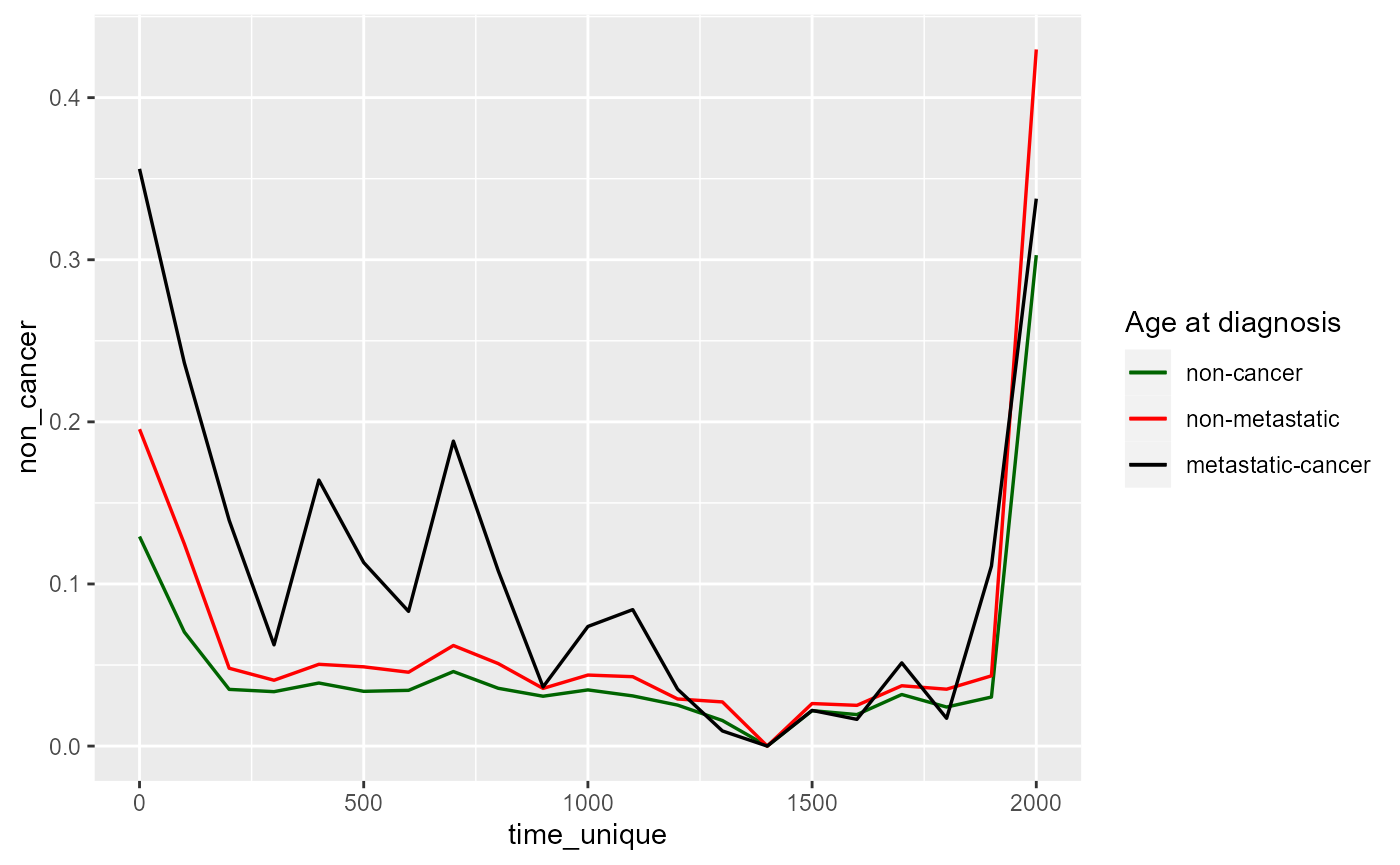 0.4
0.3
0.2
0.1
0.0
non_cancer
0
500
1000
1500
2000
time_unique
Age at diagnosis
non-cancer
non-metastatic
metastatic-cancer